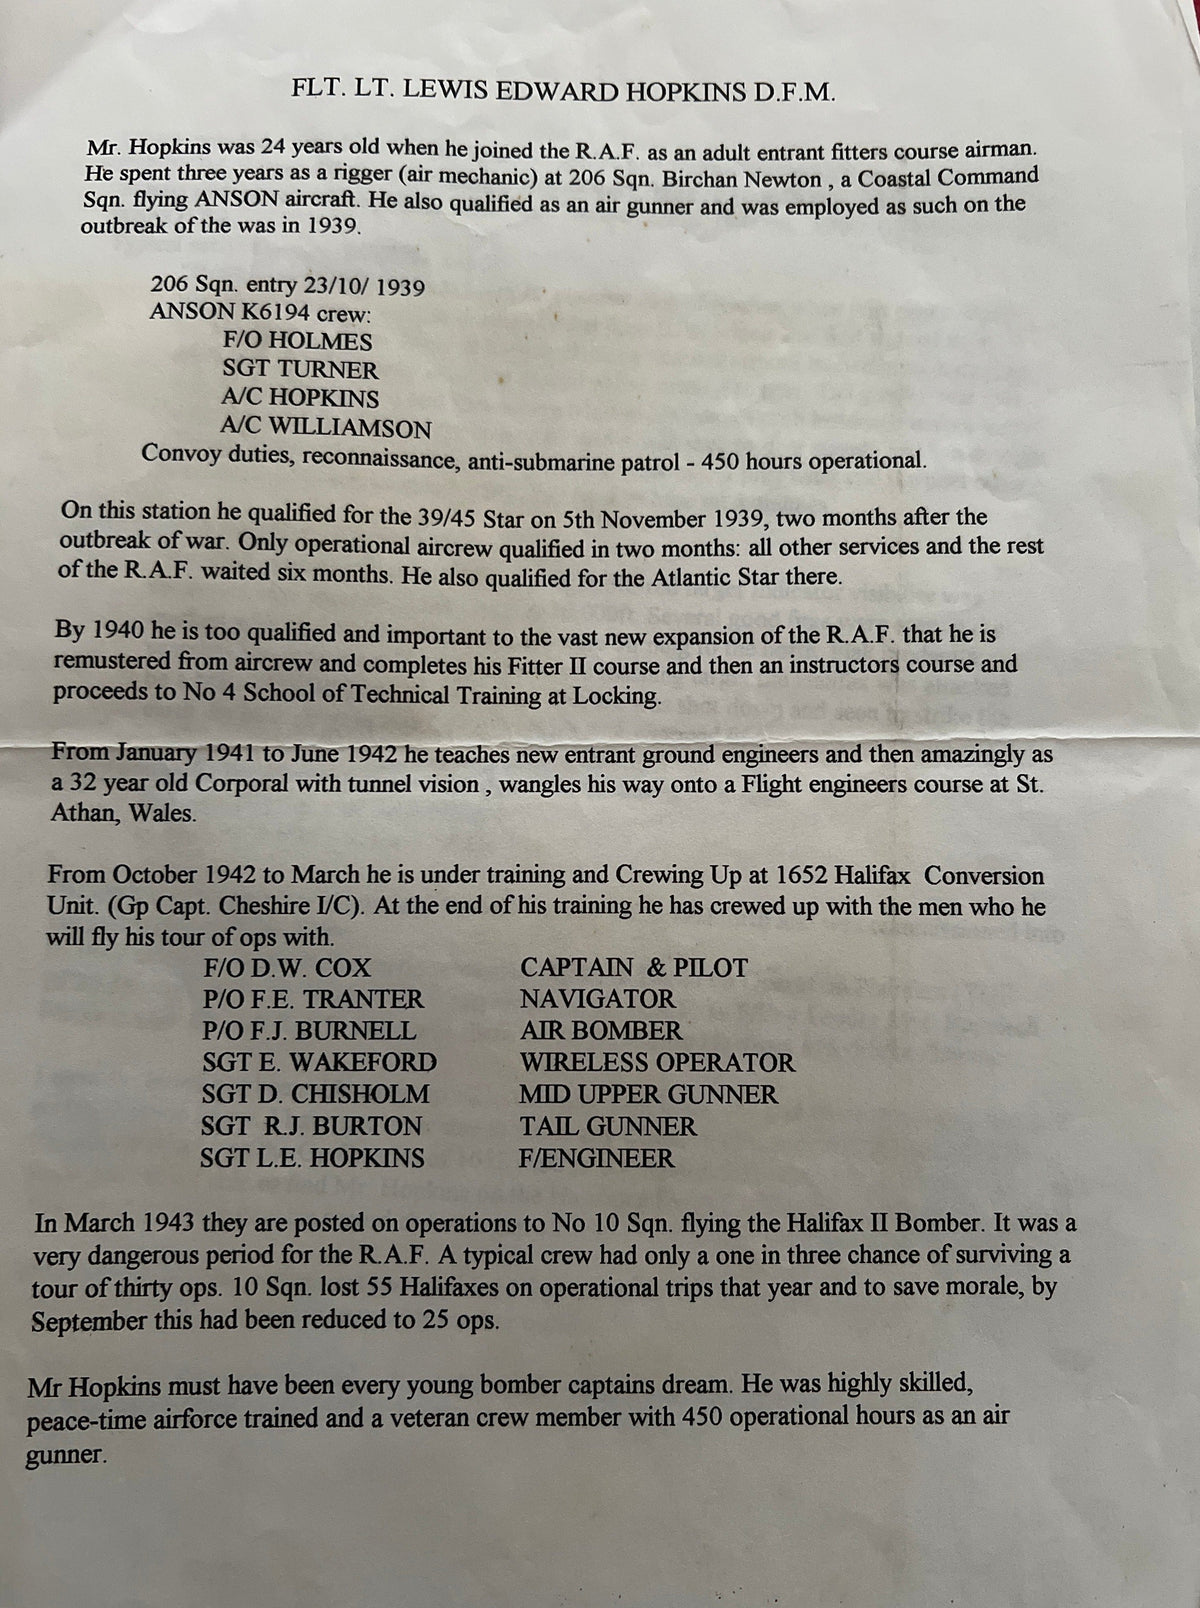 FLT. LT. LEWIS EDWARD HOPKINS D.F.M.
Mr. Hopkins was 24 years old when he joined the R.A.F. as an adult entrant fitters course airman.
He spent three years as a rigger (air mechanic) at 206 Sqn. Birchan Newton , a Coastal Command
Sqn. flying ANSON aircraft. He also qualified as an air gunner and was employed as such on the
outbreak of the was in 1939.
206 Sqn. entry 23/10/ 1939
ANSON K6194 crew:
F/O HOLMES
SGT TURNER
A/C HOPKINS
A/C WILLIAMSON
Convoy duties, reconnaissance, anti-submarine patrol - 450 hours operational.
On this station he qualified for the 39/45 Star on 5th November 1939, two months after the
outbreak of war. Only operational aircrew qualified in two months: all other services and the rest
of the R.A.F. waited six months. He also qualified for the Atlantic Star there.
By 1940 he is too qualified and important to the vast new expansion of the R.A.F. that he is
remustered from aircrew and completes his Fitter II course and then an instructors course and
proceeds to No 4 School of Technical Training at Locking.
From January 1941 to June 1942 he teaches new entrant ground engineers and then amazingly as
a 32 year old Corporal with tunnel vision , wangles his way onto a Flight engineers course at St.
Athan, Wales.
From October 1942 to March he is under training and Crewing Up at 1652 Halifax Conversion
Unit. (Gp Capt. Cheshire I/C). At the end of his training he has crewed up with the men who he
will fly his tour of ops with.
F/O D.W. COX CAPTAIN & PILOT
P/O F.E. TRANTER NAVIGATOR
P/O F.J. BURNELL AIR BOMBER
SGT E. WAKEFORD WIRELESS OPERATOR
SGT D. CHISHOLM MID UPPER GUNNER
SGT R.J. BURTON TAIL GUNNER
SGT L.E. HOPKINS F/ENGINEER
In March 1943 they are posted on operations to No 10 Sqn. flying the Halifax II Bomber. It was a
very dangerous period for the R.A.F. A typical crew had only a one in three chance of surviving a
tour of thirty ops. 10 Sqn. lost 55 Halifaxes on operational trips that year and to save morale, by
September this had been reduced to 25 ops.
Mr Hopkins must have been every young bomber captains dream. He was highly skilled,
peace-time airforce trained and a veteran crew member with 450 operational hours as an air
gunner.